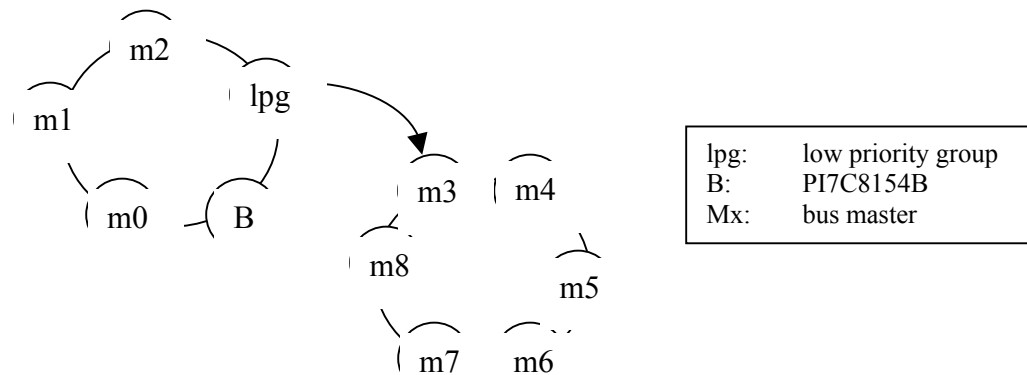 m2
lpg
m1
m0
B
m3
m4
m8
m5
m7
m6
lpg: low priority group
B: PI7C8154B
Mx: bus master